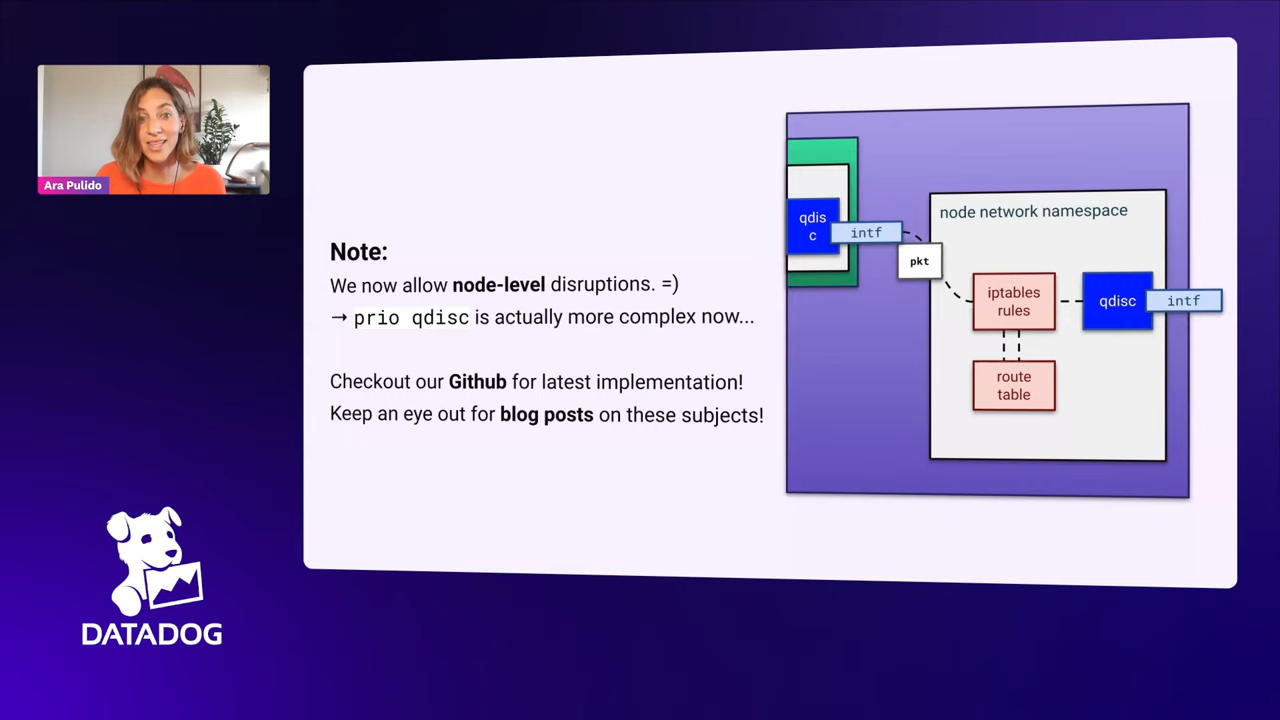 Ara Pulido
Note:
We now allow node-level disruptions. =)
→ prio qdisc is actually more complex now...
Checkout our Github for latest implementation!
Keep an eye out for blog posts on these subjects!
qdis
c
intf
pkt
node network namespace
iptables
rules
qdisc
intf
route
table
DATADOG